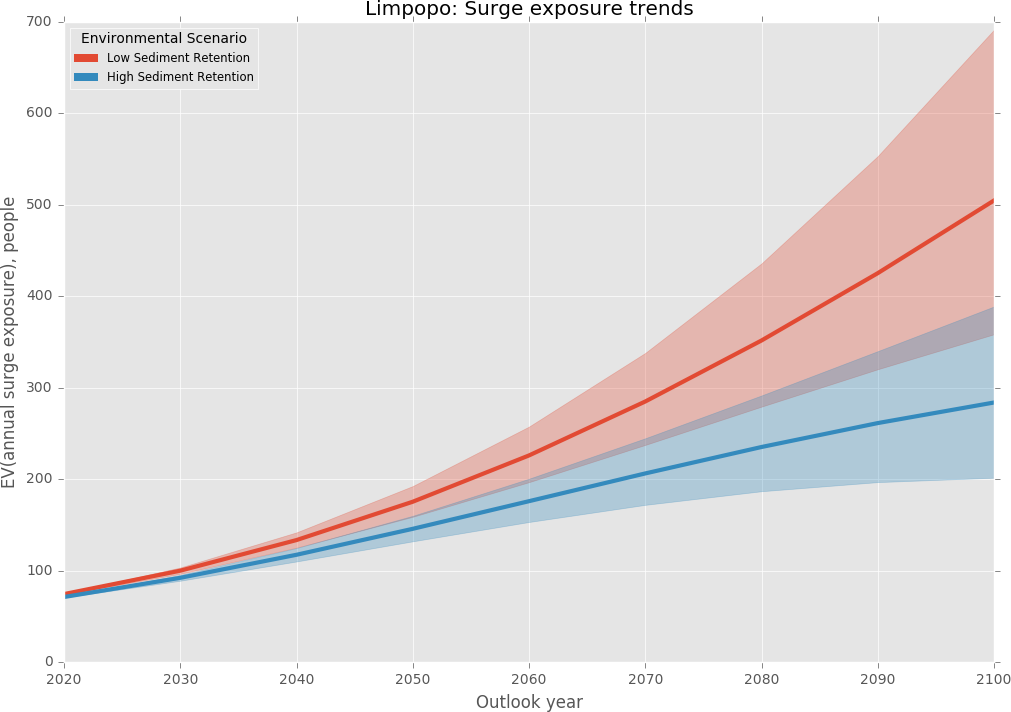 Limpopo: Surge exposure trends
Environmental Scenario
Low Sediment Retention
High Sediment Retention
EV(annual surge exposure), people
700
600
500
400
300
200
100
0
2020 2030 2040 2050 2060 2070 2080 2090 2100
Outlook year